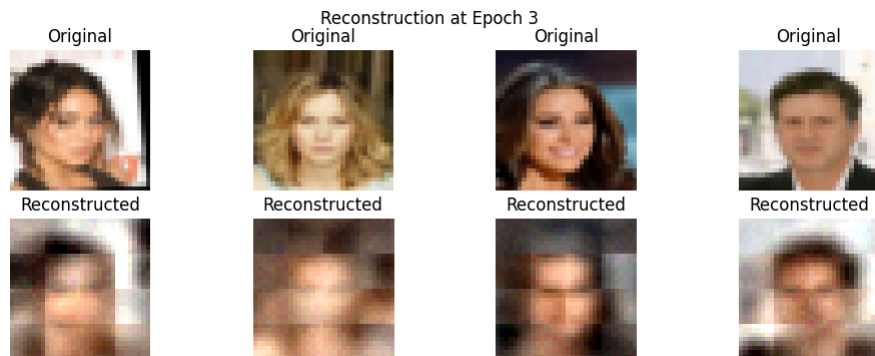 Reconstruction at Epoch 3
Original Original Original Original
Reconstructed Reconstructed Reconstructed Reconstructed